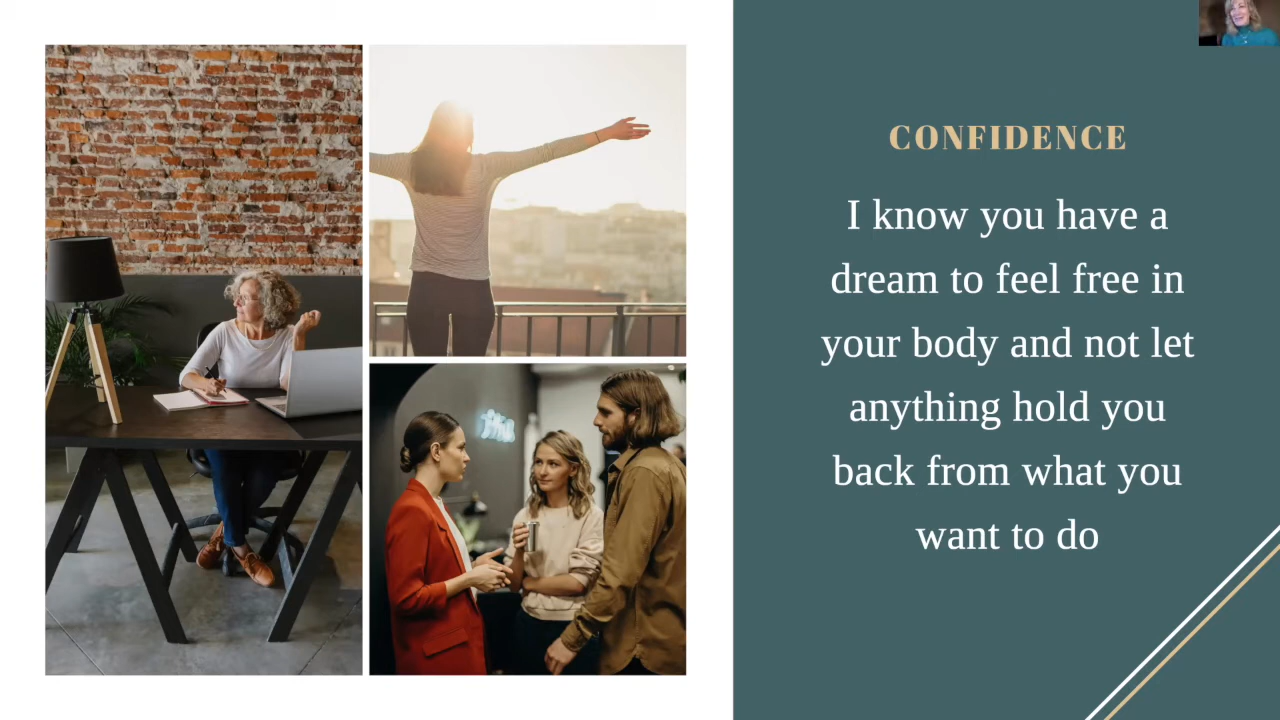 CONFIDENCE
I know you have a
dream to feel free in
your body and not let
anything hold you
back from what you
want to do